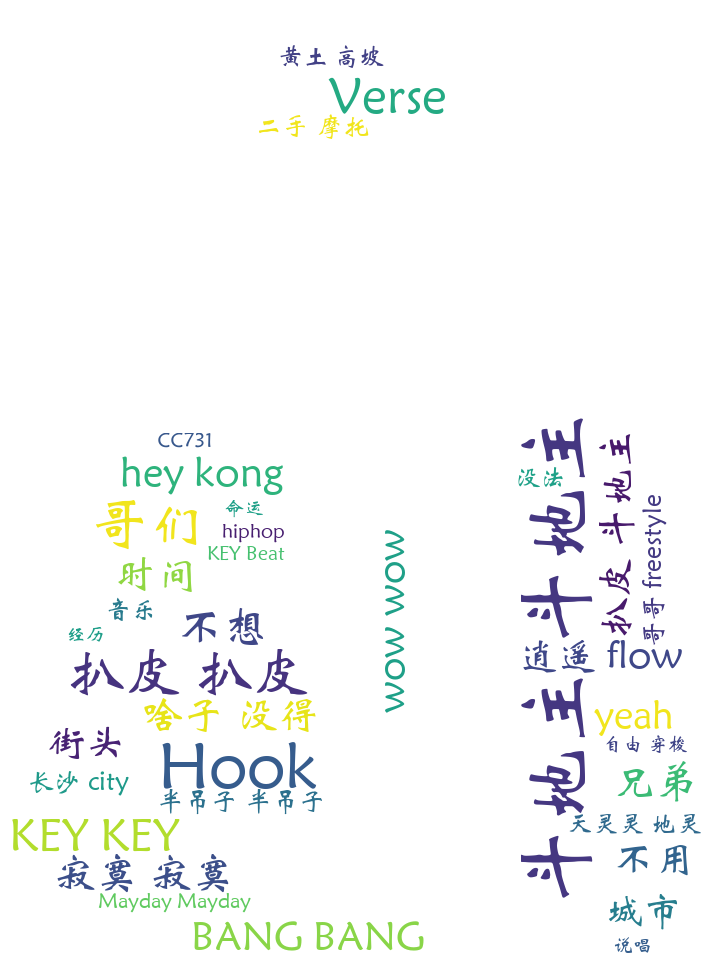 黄土 高坡
Verse
二手 摩托
CC731
hey kong
哥们
命运
hiphop
KEY Beat
时间
音乐
经历
不想
扒皮 扒皮
啥子 没得
街头
Hook
长沙 city
半吊子 半吊子
KEY KEY
寂寞 寂寞
Mayday Mayday
BANG BANG
wow wow
斗地主 斗地主
没法
扒皮 斗地主
哥哥 freestyle
逍遥 flow
yeah
自由 穿梭
兄弟
天灵灵 地灵
不用
城市
说唱